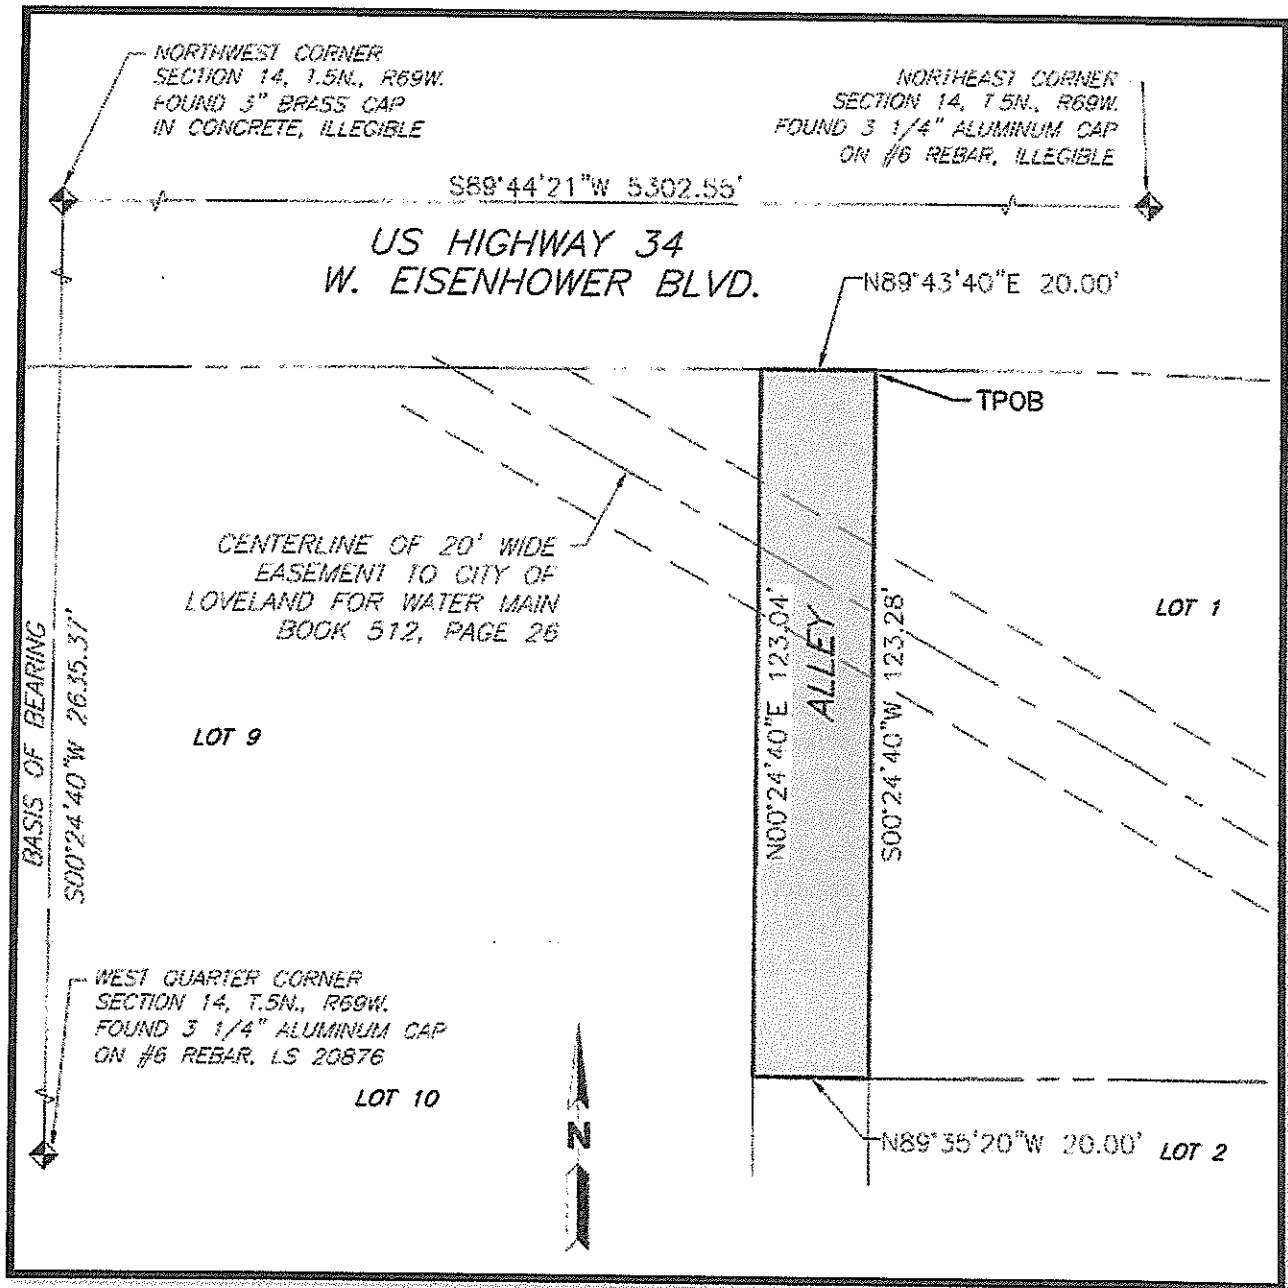 NORTHWEST CORNER
SECTION 14, T.5N., R69W.
FOUND 3" BRASS CAP
IN CONCRETE, ILLEGIBLE
NORTHEAST CORNER
SECTION 14, T.5N., R69W.
FOUND 3 1/4" ALUMINUM CAP
ON #6 REBAR, ILLEGIBLE
S89°44'21"W 5302.55'
US HIGHWAY 34
W. EISENHOWER BLVD.
N89°43'40"E 20.00'
TPOB
CENTERLINE OF 20' WIDE
EASEMENT TO CITY OF
LOVELAND FOR WATER MAIN
BOOK 512, PAGE 26
LOT 1
N00°24'40"E 123.04'
ALLEY
S00°24'40"W 123.28'
BASIS OF BEARING
S00°24'40"W 2635.37'
LOT 9
WEST QUARTER CORNER
SECTION 14, T.5N., R69W.
FOUND 3 1/4" ALUMINUM CAP
ON #6 REBAR, LS 20876
LOT 10
N
N89°35'20"W 20.00'
LOT 2